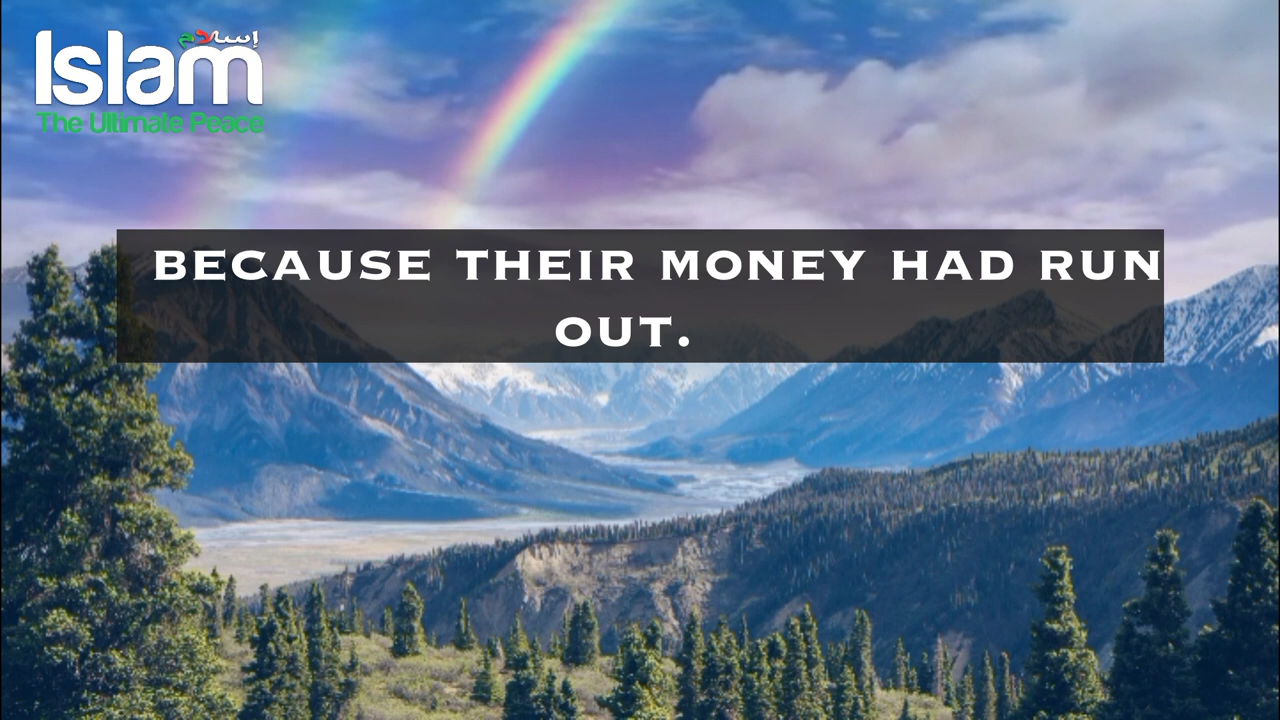 إسلام
Islam
The Ultimate Peace
BECAUSE THEIR MONEY HAD RUN
OUT.